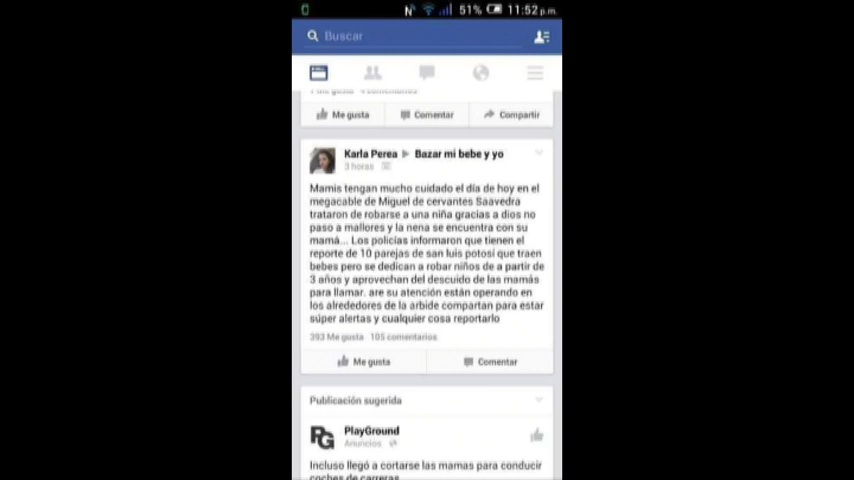 51% 11:52 p.m.
Buscar
4 comentarios
Me gusta Comentar Compartir
Karla Perea ▶ Bazar mi bebe y yo
3 horas
Mamis tengan mucho cuidado el día de hoy en el
megacable de Miguel de cervantes Saavedra
trataron de robarse a una niña gracias a dios no
paso a mallores y la nena se encuentra con su
mamá... Los policías informaron que tienen el
reporte de 10 parejas de san luis potosí que traen
bebes pero se dedican a robar niños de a partir de
3 años y aprovechan del descuido de las mamás
para llamar. are su atención están operando en
los alrededores de la arbide compartan para estar
súper alertas y cualquier cosa reportarlo
393 Me gusta 105 comentarios
Me gusta Comentar
Publicación sugerida
PG PlayGround
Anuncios
Incluso llegó a cortarse las mamas para conducir
coches de carreras